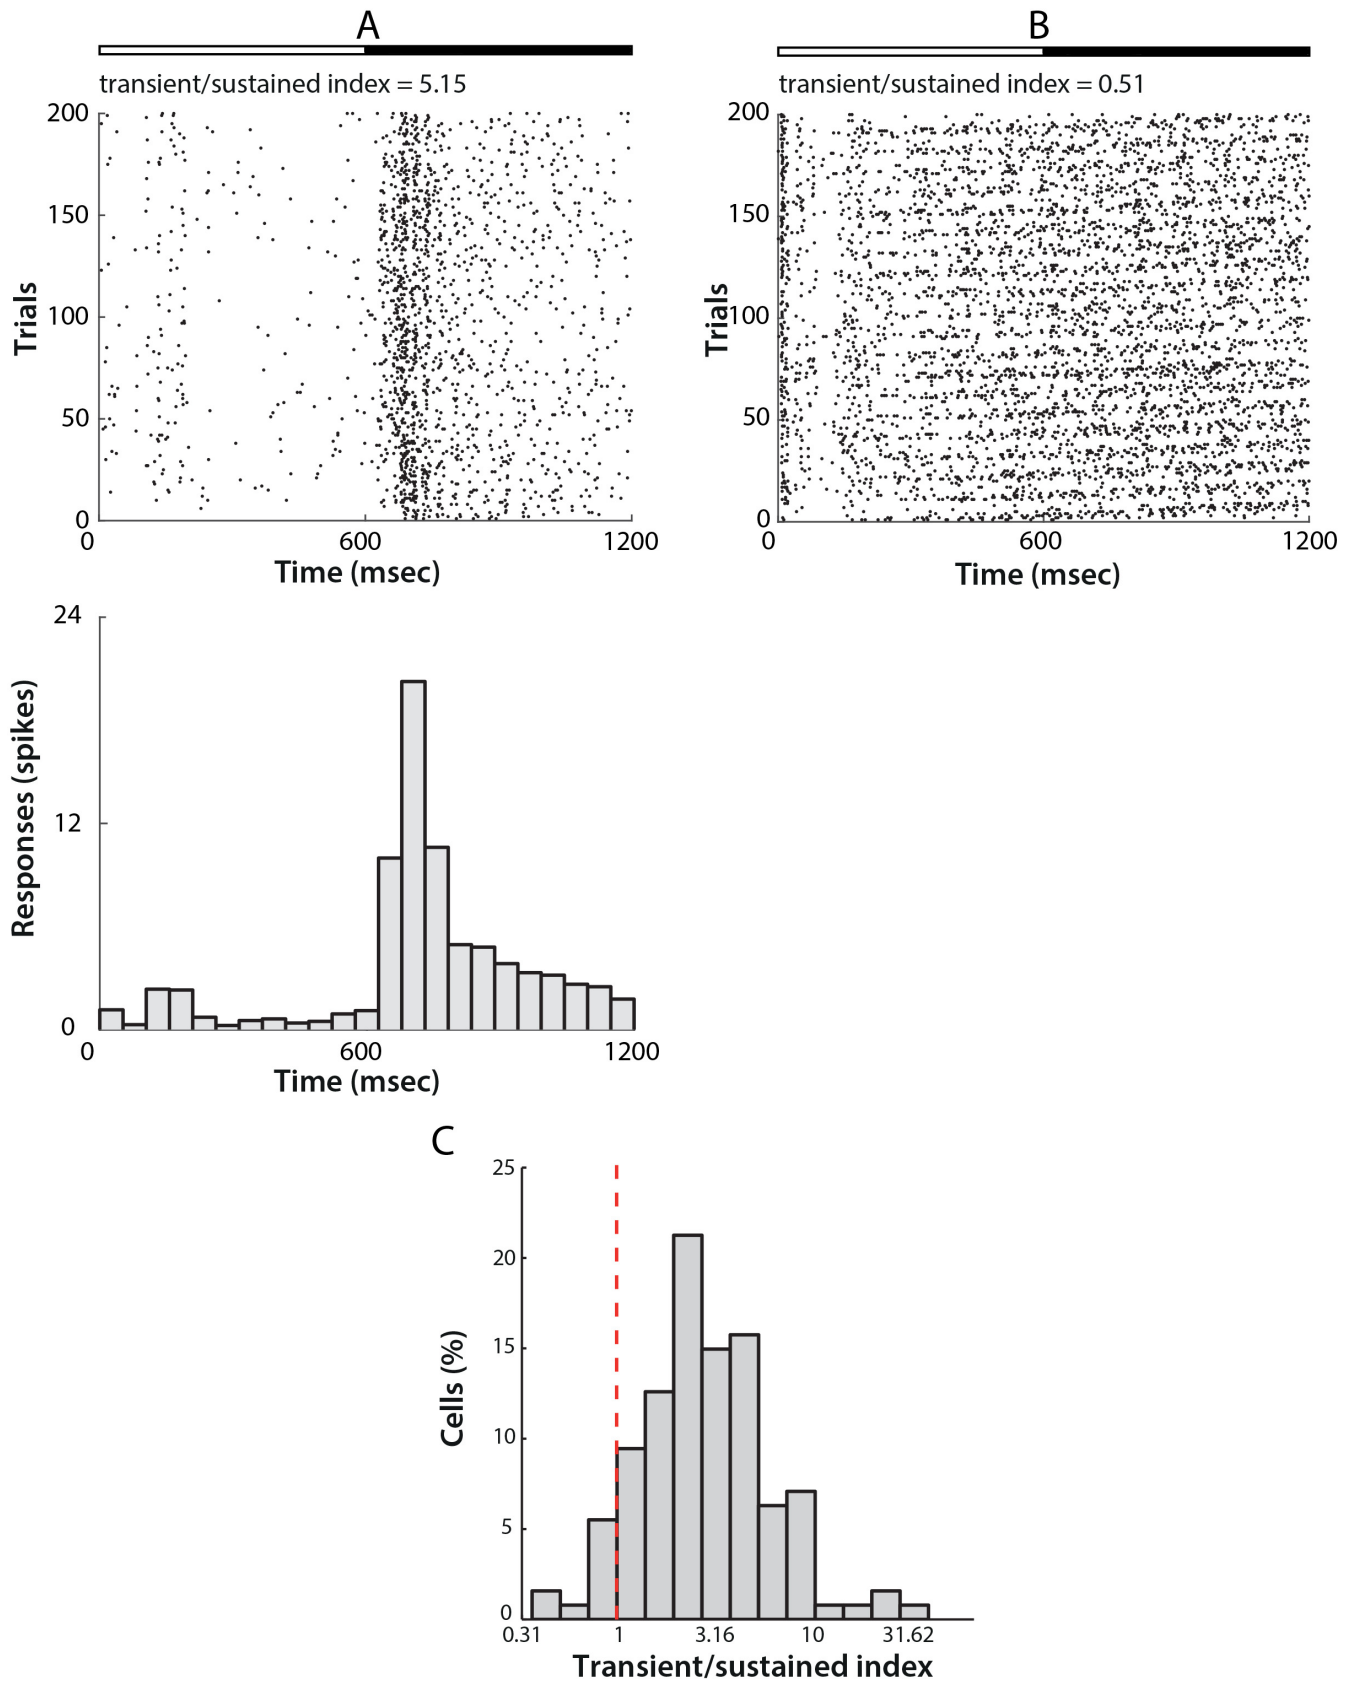 A
transient/sustained index = 5.15
200
150
100
50
0
Trials
0 600 1200
Time (msec)
B
transient/sustained index = 0.51
200
150
100
50
0
Trials
0 600 1200
Time (msec)
24
12
0
Responses (spikes)
0 600 1200
Time (msec)
C
25
20
15
10
5
0
Cells (%)
0.31 1 3.16 10 31.62
Transient/sustained index